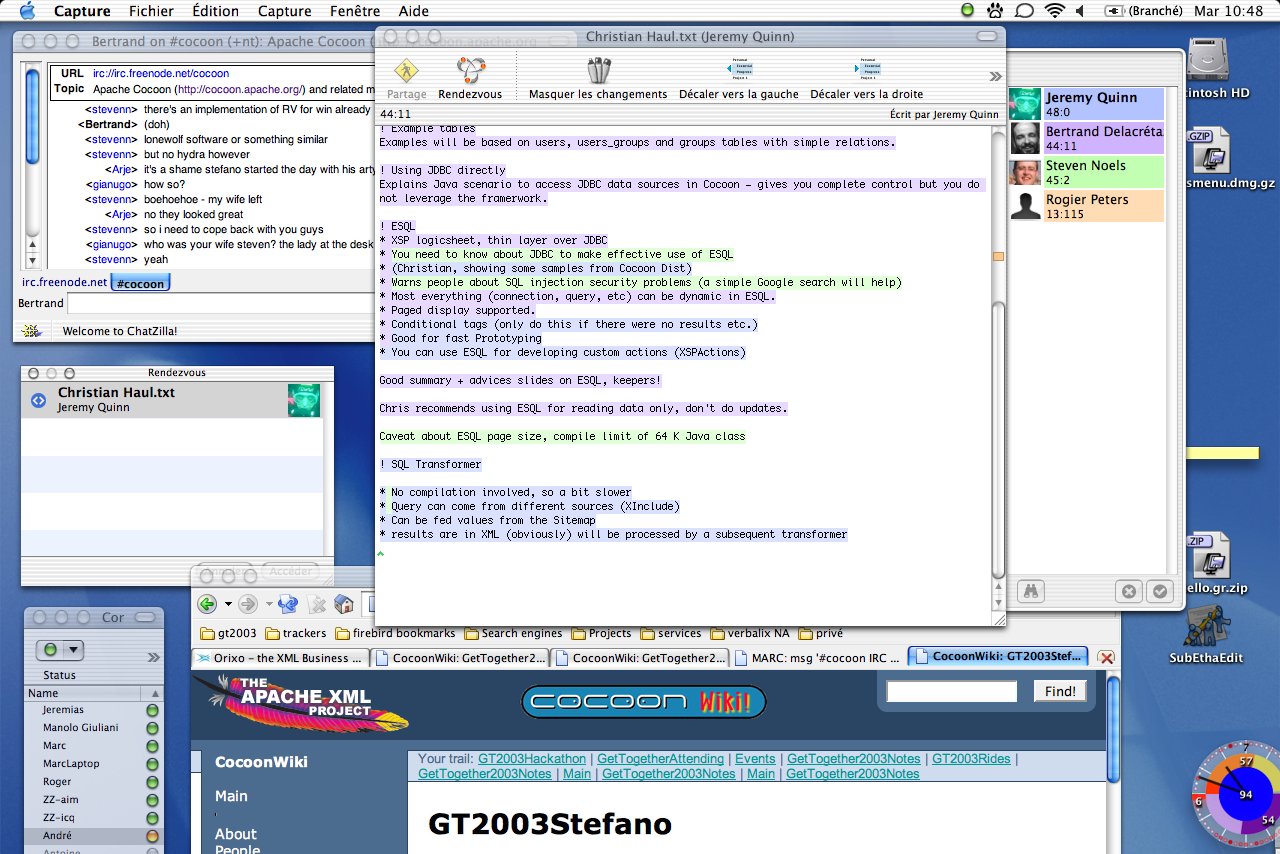 Capture Fichier Édition Capture Fenêtre Aide (Branché) Mar 10:48
Bertrand on #cocoon (+nt): Apache Cocoon
URL irc://irc.freenode.net/cocoon
Topic Apache Cocoon (http://cocoon.apache.org/) and related m
<stevenn> there's an implementation of RV for win already
<Bertrand> (doh)
<stevenn> lonewolf software or something similar
<stevenn> but no hydra however
<Arje> it's a shame stefano started the day with his arty
<gianugo> how so?
<stevenn> boehoehoe - my wife left
<Arje> no they looked great
<stevenn> so i need to cope back with you guys
<gianugo> who was your wife steven? the lady at the desk
<stevenn> yeah
irc.freenode.net #cocoon
Bertrand
Welcome to ChatZilla!
Rendezvous
Christian Haul.txt
Jeremy Quinn
Accéder
Christian Haul.txt (Jeremy Quinn)
Partage Rendezvous Masquer les changements Décaler vers la gauche Décaler vers la droite
44:11 Écrit par Jeremy Quinn
! Example tables
Examples will be based on users, users_groups and groups tables with simple relations.
! Using JDBC directly
Explains Java scenario to access JDBC data sources in Cocoon – gives you complete control but you do
not leverage the framerwork.
! ESQL
* XSP logicsheet, thin layer over JDBC
* You need to know about JDBC to make effective use of ESQL
* (Christian, showing some samples from Cocoon Dist)
* Warns people about SQL injection security problems (a simple Google search will help)
* Most everything (connection, query, etc) can be dynamic in ESQL.
* Paged display supported.
* Conditional tags (only do this if there were no results etc.)
* Good for fast Prototyping
* You can use ESQL for developing custom actions (XSPActions)
Good summary + advices slides on ESQL, keepers!
Chris recommends using ESQL for reading data only, don't do updates.
Caveat about ESQL page size, compile limit of 64 K Java class
! SQL Transformer
* No compilation involved, so a bit slower
* Query can come from different sources (XInclude)
* Can be fed values from the Sitemap
* results are in XML (obviously) will be processed by a subsequent transformer
Jeremy Quinn
48:0
Bertrand Delacréta
44:11
Steven Noels
45:2
Rogier Peters
13:115
intosh HD
GZIP
smenu.dmg.gz
.ZIP
ello.gr.zip
SubEthaEdit
7
57
94
6
54
Cor
Status
Name
Jeremias
Manolo Giuliani
Marc
MarcLaptop
Roger
ZZ-aim
ZZ-icq
André
Antoine
gt2003 trackers firebird bookmarks Search engines Projects services verbalix NA privé
Orixo – the XML Business ... CocoonWiki: GetTogether2... CocoonWiki: GetTogether2... MARC: msg '#cocoon IRC ... CocoonWiki: GT2003Stef...
THE
APACHE XML
PROJECT
COCOON Wiki!
Find!
CocoonWiki
Main
About
People
Your trail: GT2003Hackathon | GetTogetherAttending | Events | GetTogether2003Notes | GT2003Rides |
GetTogether2003Notes | Main | GetTogether2003Notes | Main | GetTogether2003Notes
GT2003Stefano